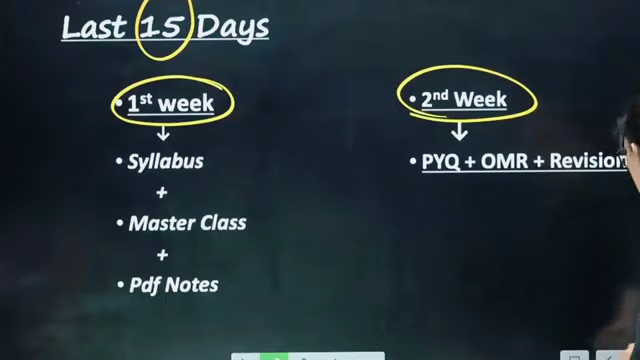 Last 15 Days
• 1st week
↓
• Syllabus
+
• Master Class
+
• Pdf Notes
• 2nd Week
↓
• PYQ + OMR + Revision